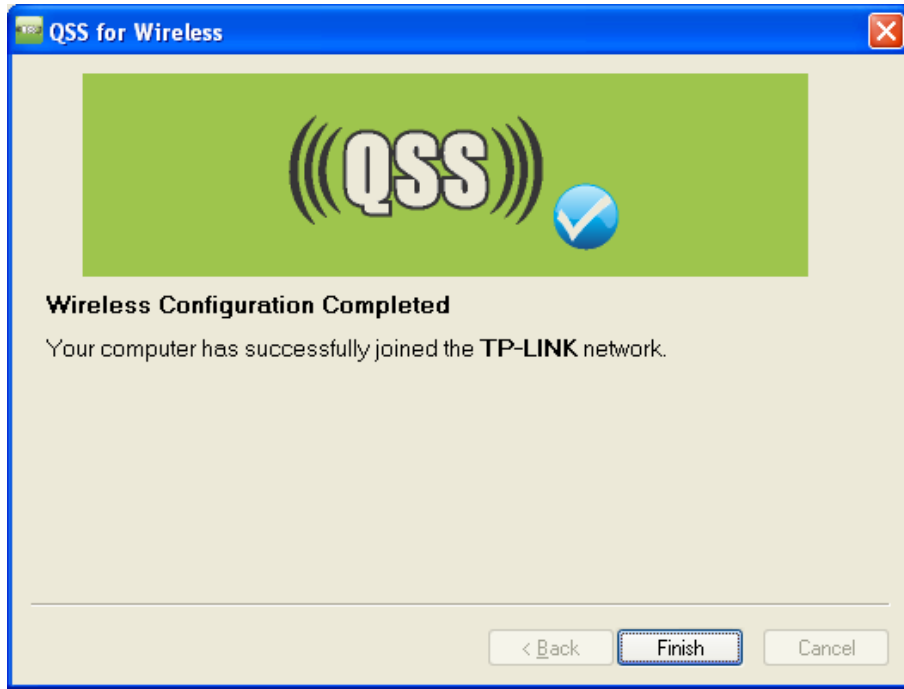 QSS for Wireless
QSS
Wireless Configuration Completed
Your computer has successfully joined the TP-LINK network.
< Back
Finish
Cancel